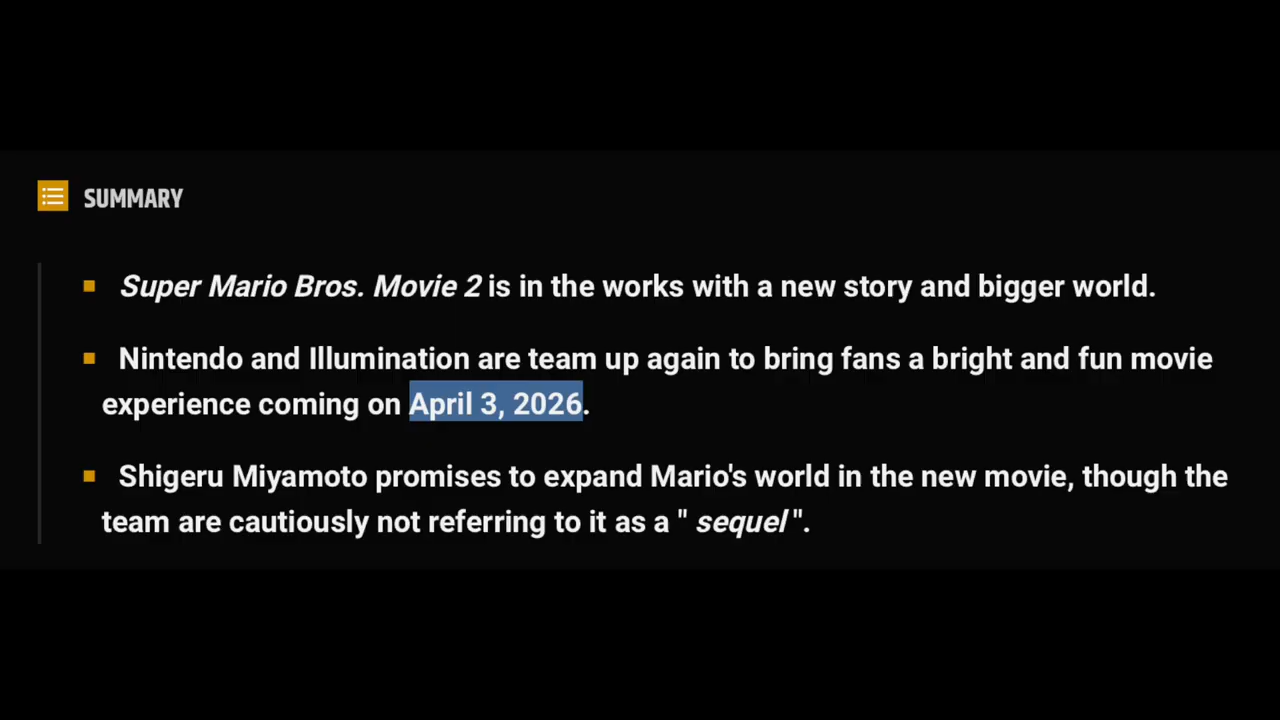 SUMMARY
Super Mario Bros. Movie 2 is in the works with a new story and bigger world.
Nintendo and Illumination are team up again to bring fans a bright and fun movie
experience coming on April 3, 2026.
Shigeru Miyamoto promises to expand Mario's world in the new movie, though the
team are cautiously not referring to it as a " sequel ".